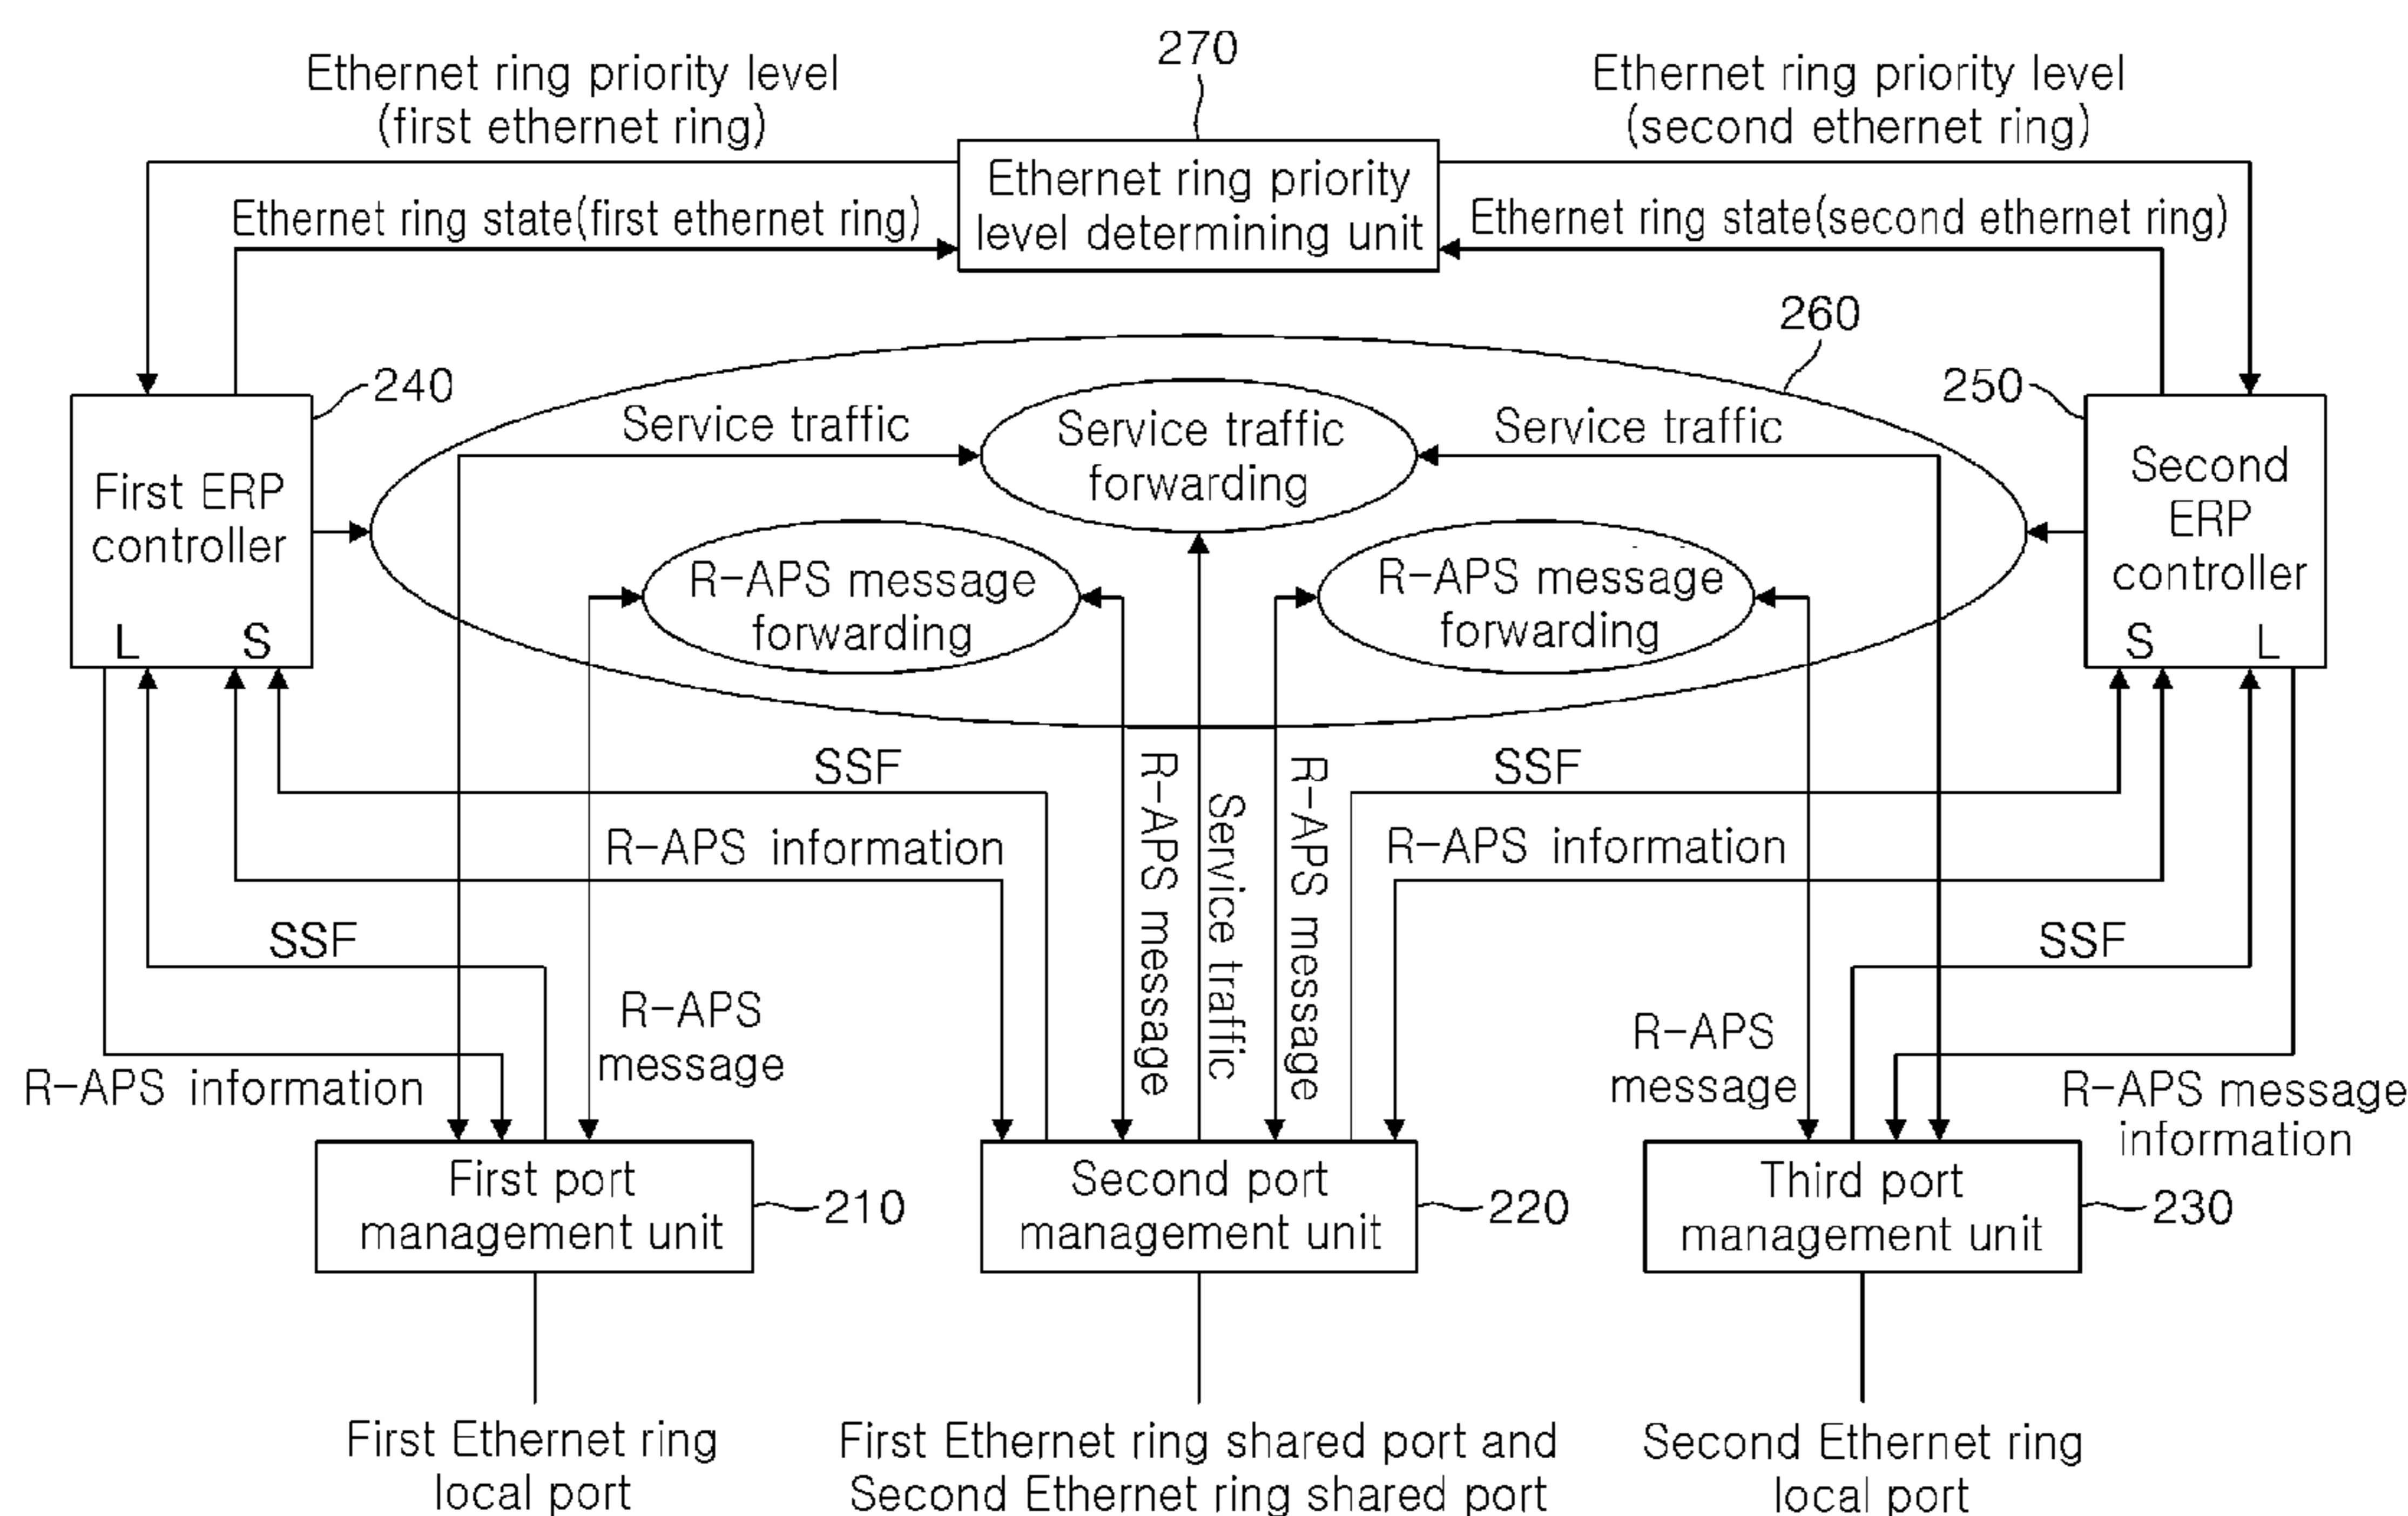 270
Ethernet ring priority level
(first ethernet ring)
Ethernet ring priority level
(second ethernet ring)
Ethernet ring priority
level determining unit
Ethernet ring state(first ethernet ring)
Ethernet ring state(second ethernet ring)
260
240
250
Service traffic
Service traffic
forwarding
Service traffic
First ERP
controller
L
S
Second
ERP
controller
S
L
R-APS message
forwarding
R-APS message
forwarding
SSF
SSF
R-APS message
Service traffic
R-APS message
R-APS information
R-APS information
SSF
SSF
R-APS
message
R-APS
message
R-APS information
R-APS message
information
First port
management unit
210
Second port
management unit
220
Third port
management unit
230
First Ethernet ring
local port
First Ethernet ring shared port and
Second Ethernet ring shared port
Second Ethernet ring
local port